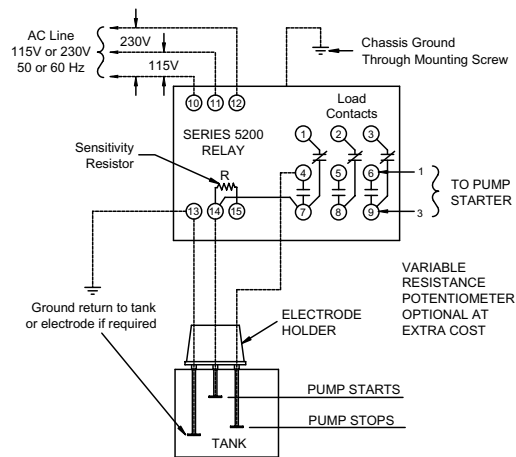 AC Line
115V or 230V
50 or 60 Hz
230V
115V
Chassis Ground
Through Mounting Screw
10
11
12
SERIES 5200
RELAY
Load
Contacts
1
2
3
Sensitivity
Resistor
R
4
5
6
1
TO PUMP
STARTER
3
13
14
15
7
8
9
Ground return to tank
or electrode if required
ELECTRODE
HOLDER
VARIABLE
RESISTANCE
POTENTIOMETER
OPTIONAL AT
EXTRA COST
PUMP STARTS
PUMP STOPS
TANK